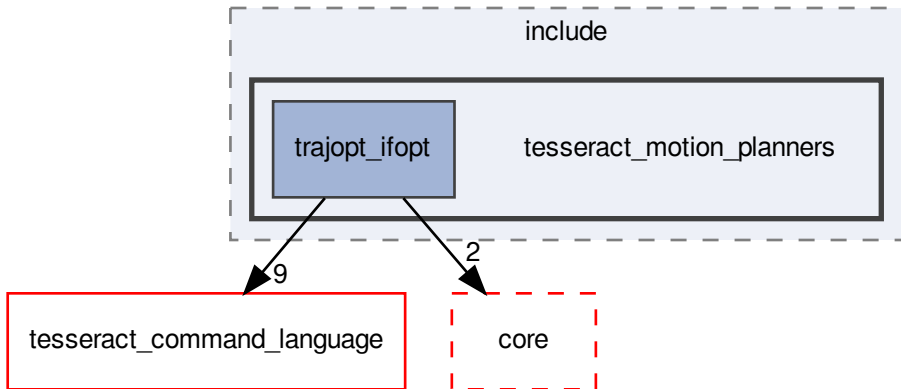 include
trajopt_ifopt
tesseract_motion_planners
9
2
tesseract_command_language
core